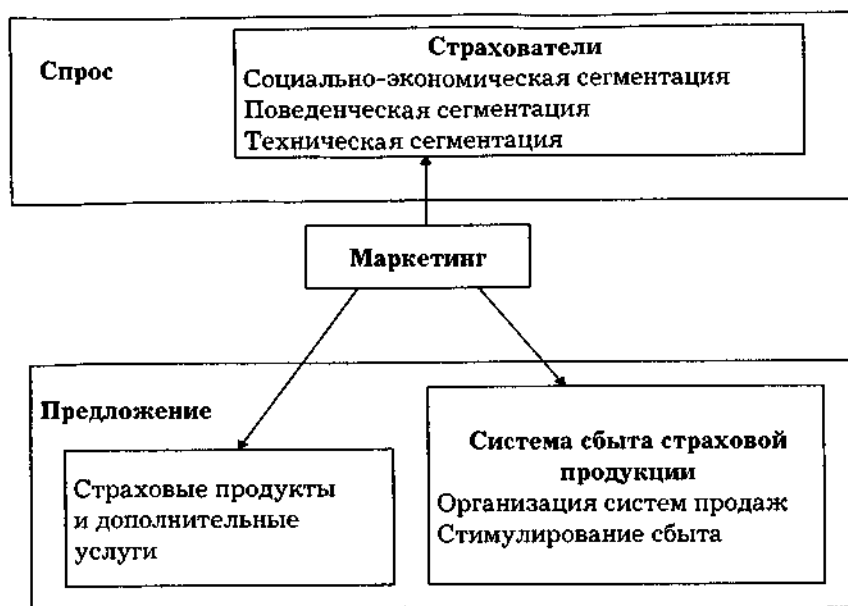 Спрос
Страхователи
Социально-экономическая сегментация
Поведенческая сегментация
Техническая сегментация
Маркетинг
Предложение
Страховые продукты
и дополнительные
услуги
Система сбыта страховой
продукции
Организация систем продаж
Стимулирование сбыта